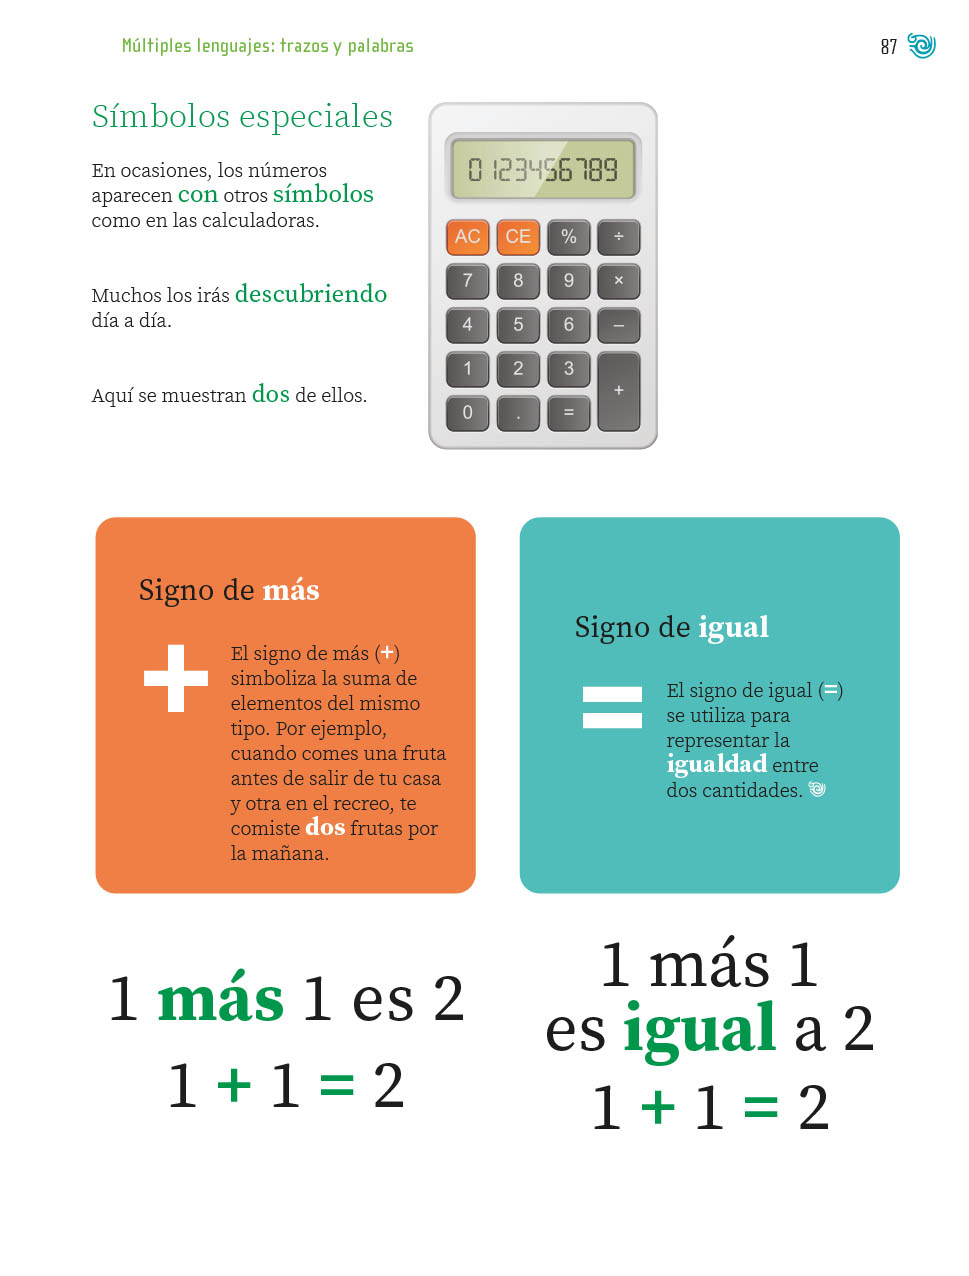 Múltiples lenguajes: trazos y palabras
87
Símbolos especiales
En ocasiones, los números
aparecen con otros símbolos
como en las calculadoras.
Muchos los irás descubriendo
día a día.
Aquí se muestran dos de ellos.
0123456789
AC CE % ÷
7 8 9 ×
4 5 6 –
1 2 3 +
0 . =
Signo de más
+
El signo de más (+)
simboliza la suma de
elementos del mismo
tipo. Por ejemplo,
cuando comes una fruta
antes de salir de tu casa
y otra en el recreo, te
comiste dos frutas por
la mañana.
Signo de igual
=
El signo de igual (=)
se utiliza para
representar la
igualdad entre
dos cantidades.
1 más 1 es 2
1 + 1 = 2
1 más 1
es igual a 2
1 + 1 = 2